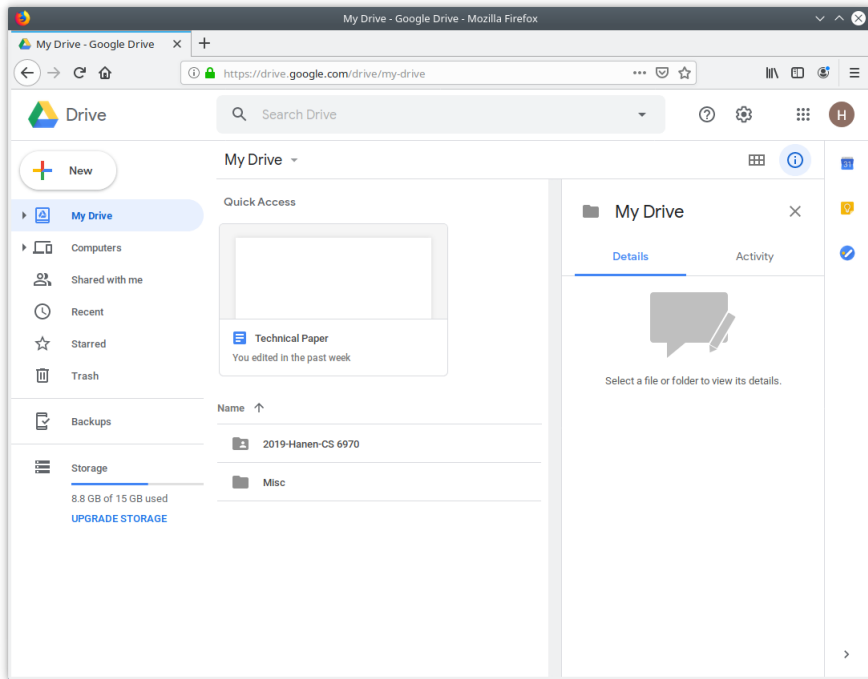 My Drive - Google Drive - Mozilla Firefox
My Drive - Google Drive
https://drive.google.com/drive/my-drive
Drive
Search Drive
H
New
My Drive
31
My Drive
Computers
Shared with me
Recent
Starred
Trash
Backups
Storage
8.8 GB of 15 GB used
UPGRADE STORAGE
Quick Access
Technical Paper
You edited in the past week
Name
2019-Hanen-CS 6970
Misc
My Drive
Details
Activity
Select a file or folder to view its details.